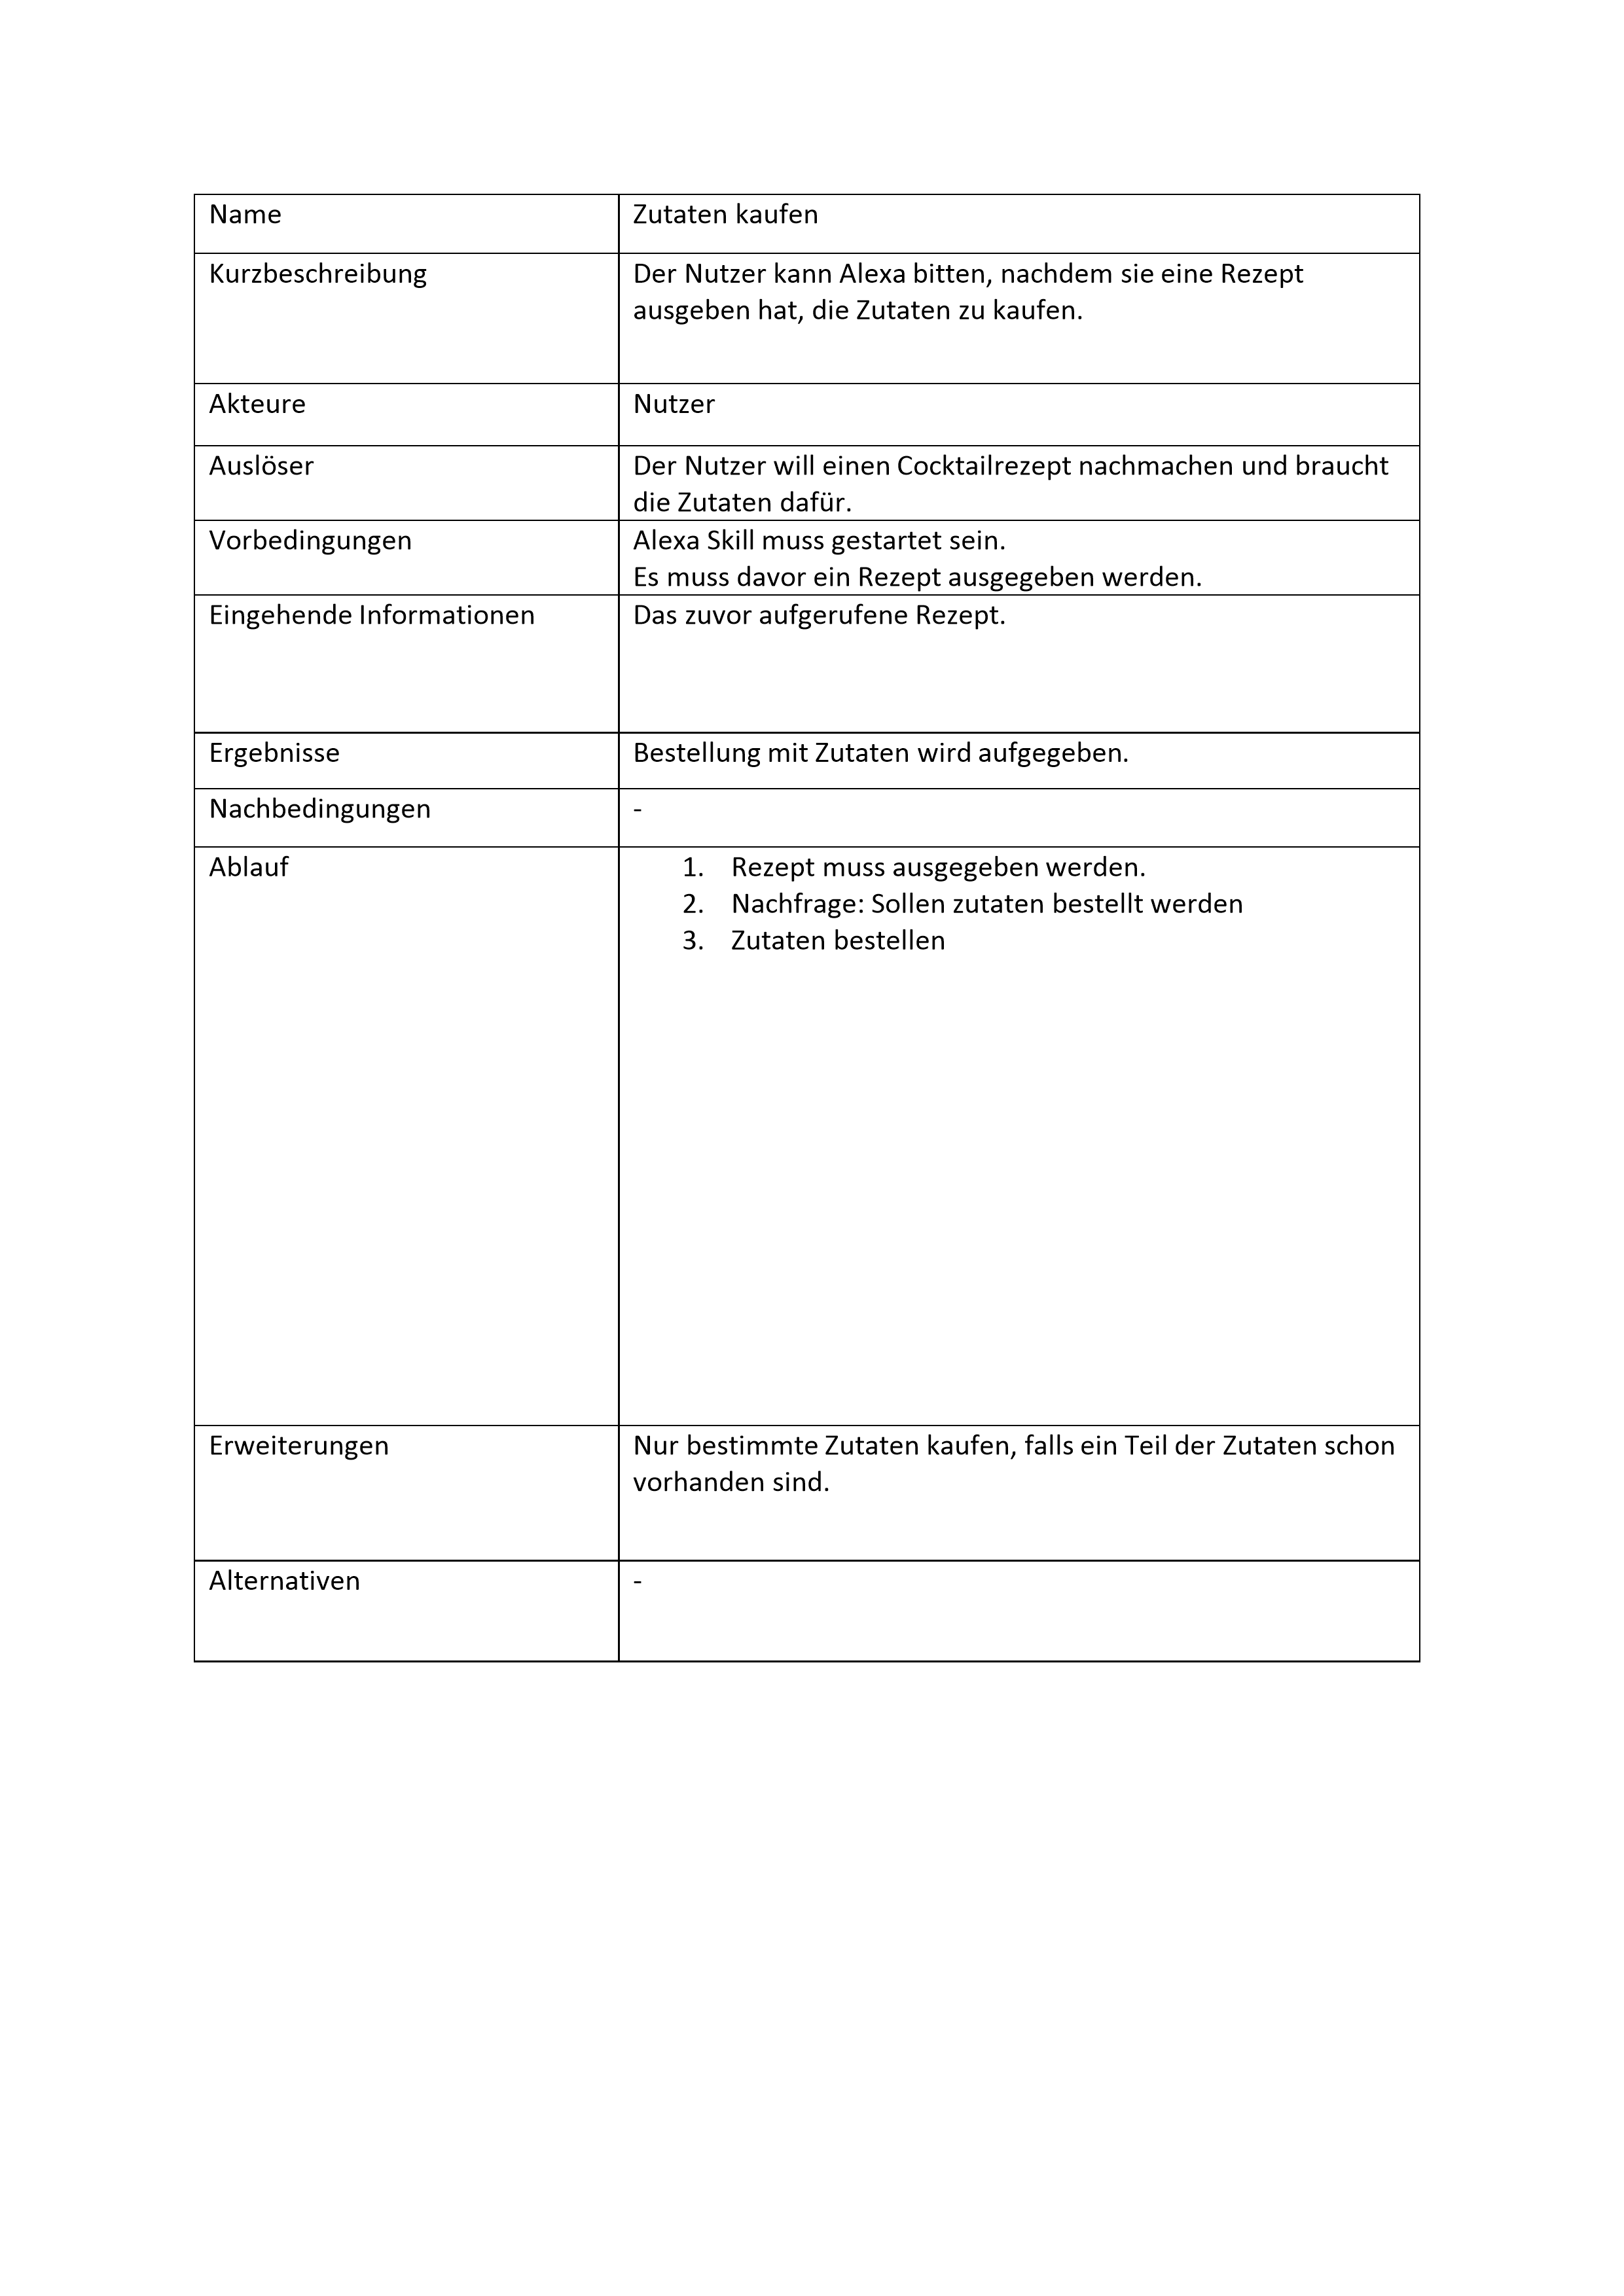 Name
Zutaten kaufen
Kurzbeschreibung
Der Nutzer kann Alexa bitten, nachdem sie eine Rezept
ausgeben hat, die Zutaten zu kaufen.
Akteure
Nutzer
Auslöser
Der Nutzer will einen Cocktailrezept nachmachen und braucht
die Zutaten dafür.
Vorbedingungen
Alexa Skill muss gestartet sein.
Es muss davor ein Rezept ausgegeben werden.
Eingehende Informationen
Das zuvor aufgerufene Rezept.
Ergebnisse
Bestellung mit Zutaten wird aufgegeben.
Nachbedingungen
-
Ablauf
1. Rezept muss ausgegeben werden.
2. Nachfrage: Sollen zutaten bestellt werden
3. Zutaten bestellen
Erweiterungen
Nur bestimmte Zutaten kaufen, falls ein Teil der Zutaten schon
vorhanden sind.
Alternativen
-